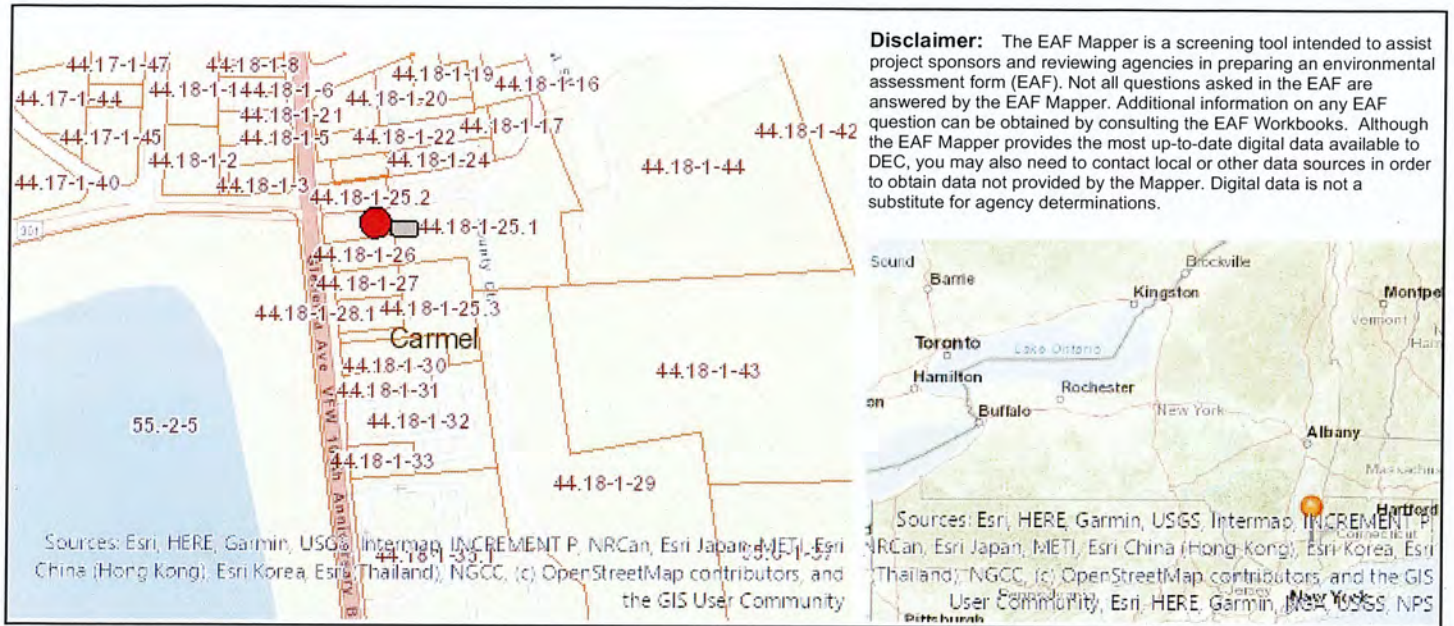 Disclaimer: The EAF Mapper is a screening tool intended to assist
project sponsors and reviewing agencies in preparing an environmental
assessment form (EAF). Not all questions asked in the EAF are
answered by the EAF Mapper. Additional information on any EAF
question can be obtained by consulting the EAF Workbooks. Although
the EAF Mapper provides the most up-to-date digital data available to
DEC, you may also need to contact local or other data sources in order
to obtain data not provided by the Mapper. Digital data is not a
substitute for agency determinations.
44.17-1-47
44.18-1-8
44.18-1-19
44.18-1-16
44.17-1-44
44.18-1-1
44.18-1-6
44.18-1-20
44.18-1-21
44.17-1-45
44.18-1-5
44.18-1-22
44.18-1-17
44.18-1-42
44.18-1-2
44.18-1-24
44.18-1-44
44.17-1-40
44.18-1-3
44.18-1-25.2
301
44.18-1-25.1
44.18-1-26
44.18-1-27
44.18-1-28.1
44.18-1-25.3
Carmel
44.18-1-30
44.18-1-43
44.18-1-31
55.-2-5
44.18-1-32
44.18-1-33
44.18-1-29
Sources: Esri, HERE, Garmin, USGS, Intermap, INCREMENT P, NRCan, Esri Japan, METI, Esri
China (Hong Kong), Esri Korea, Esri (Thailand), NGCC, (c) OpenStreetMap contributors, and
the GIS User Community
Sound
Barrie
Brockville
Kingston
Montpe
Vermont
Toronto
Lake Ontario
Ham
Hamilton
Rochester
on
Buffalo
New York
Albany
Massachus
Hartford
Connecticut
Sources: Esri, HERE, Garmin, USGS, Intermap, INCREMENT P,
NRCan, Esri Japan, METI, Esri China (Hong Kong), Esri Korea, Esri
(Thailand), NGCC, (c) OpenStreetMap contributors, and the GIS
User Community, Esri, HERE, Garmin, NGA, USGS, NPS
Pennsylvania
Jersey
New York
Pittsburgh